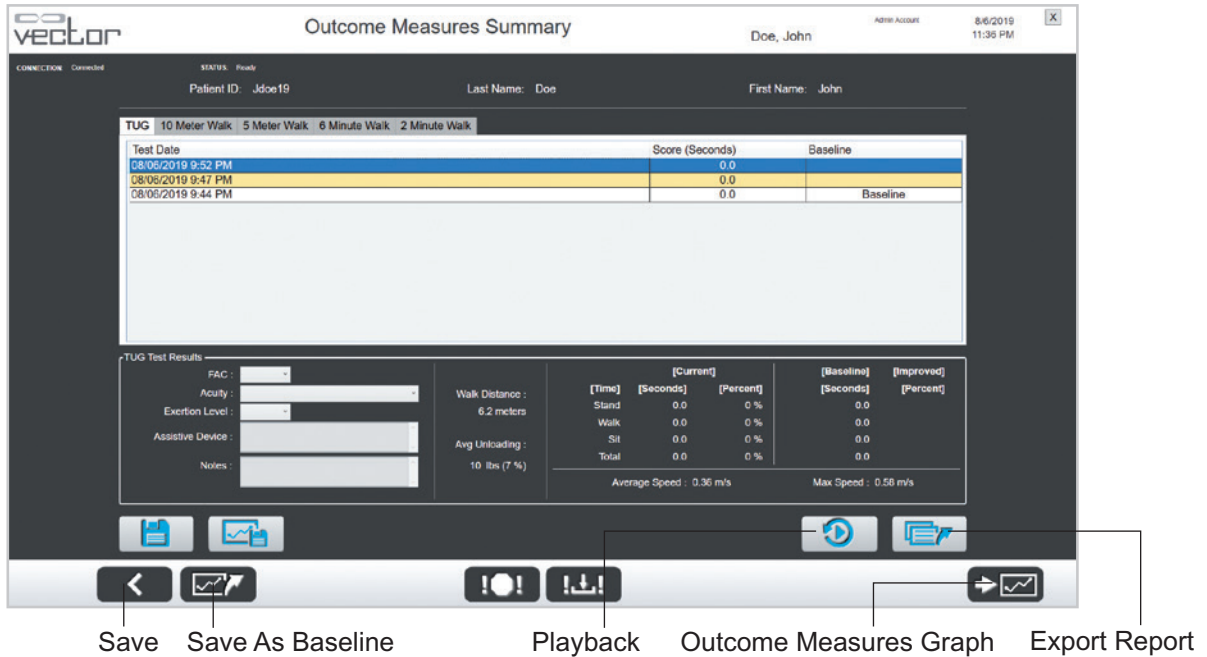 vector
Outcome Measures Summary
Doe, John
Admin Account
8/6/2019
11:36 PM
X
CONNECTION Connected
STATUS: Ready
Patient ID: Jdoe19
Last Name: Doe
First Name: John
TUG 10 Meter Walk 5 Meter Walk 6 Minute Walk 2 Minute Walk
Test Date Score (Seconds) Baseline
08/06/2019 9:52 PM 0.0
08/06/2019 9:47 PM 0.0
08/06/2019 9:44 PM 0.0 Baseline
TUG Test Results
FAC :
Acuity :
Exertion Level :
Assistive Device :
Notes :
Walk Distance :
6.2 meters
Avg Unloading :
10 lbs (7 %)
[Current] [Baseline] [Improved]
[Time] [Seconds] [Percent] [Seconds] [Percent]
Stand 0.0 0 % 0.0
Walk 0.0 0 % 0.0
Sit 0.0 0 % 0.0
Total 0.0 0 % 0.0
Average Speed : 0.36 m/s Max Speed : 0.58 m/s
Save
Save As Baseline
Playback
Outcome Measures Graph
Export Report